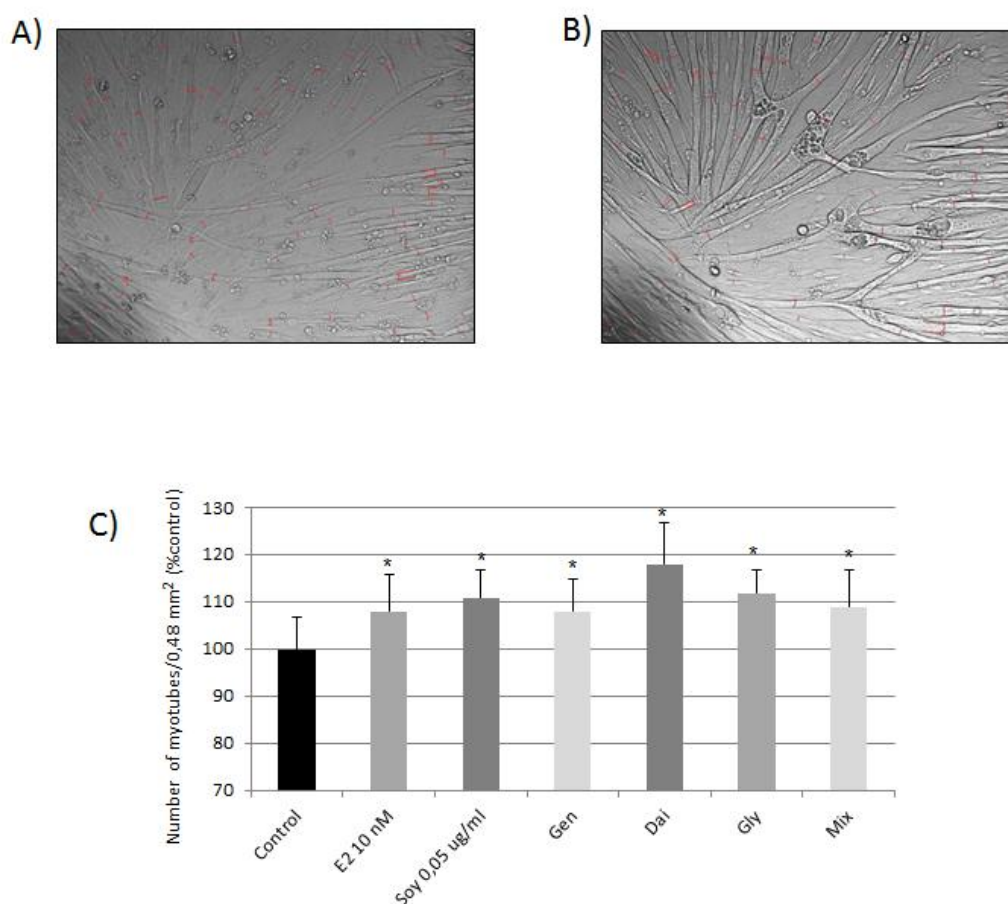 A)
B)
C)
Number of myotubes/0,48 mm² (%control)
130
120
110
100
90
80
70
*
*
*
*
*
*
Control
E2 10 nM
Soy 0,05 ug/ml
Gen
Dai
Gly
Mix